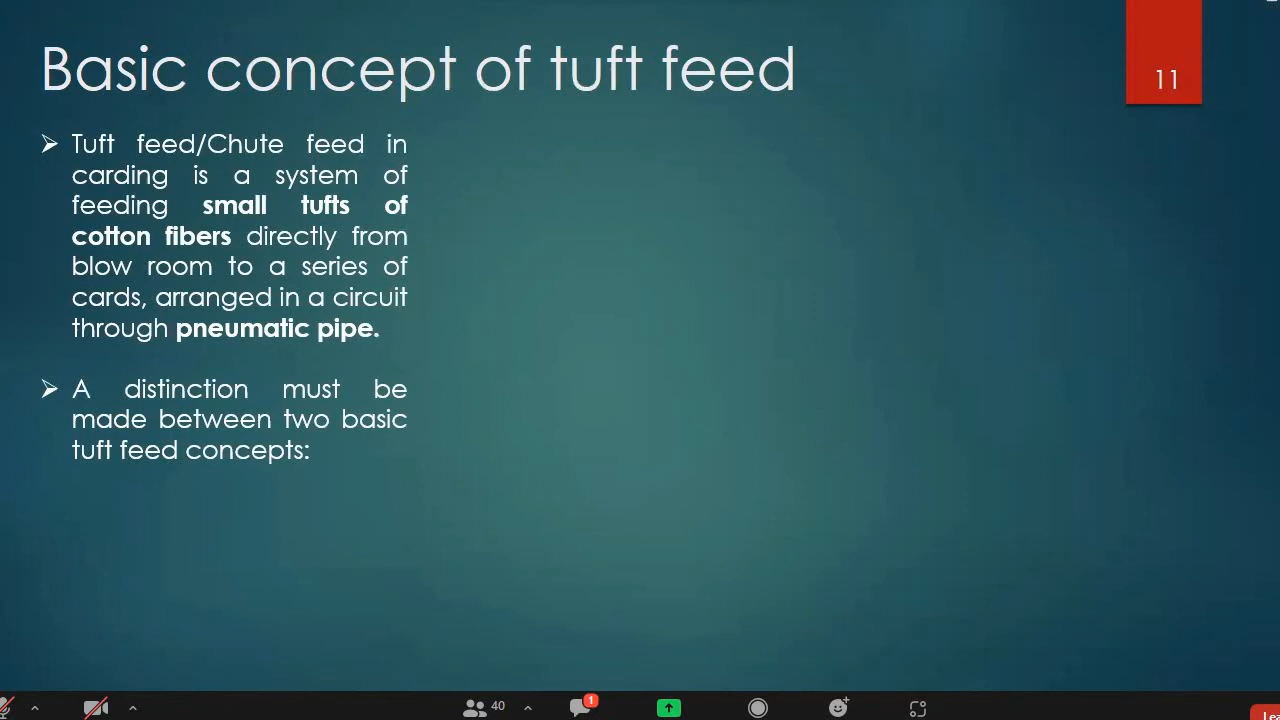 Basic concept of tuft feed
11
➢ Tuft feed/Chute feed in
carding is a system of
feeding small tufts of
cotton fibers directly from
blow room to a series of
cards, arranged in a circuit
through pneumatic pipe.
➢ A distinction must be
made between two basic
tuft feed concepts:
40
1